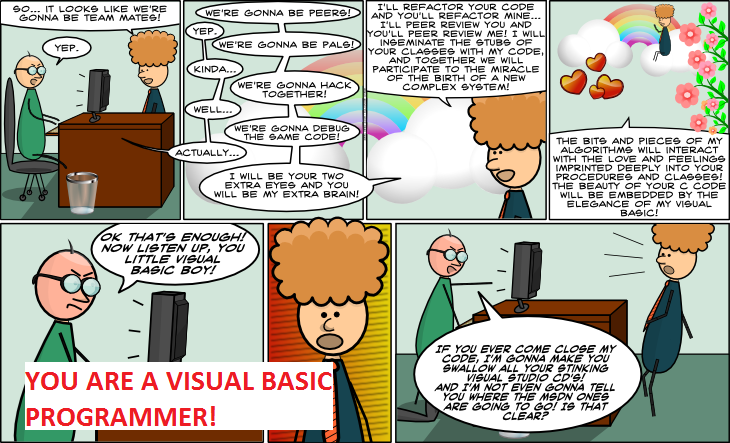 SO... IT LOOKS LIKE WE'RE
GONNA BE TEAM MATES!
YEP.
WE'RE GONNA BE PEERS!
YEP.
WE'RE GONNA BE PALS!
KINDA...
WE'RE GONNA HACK
TOGETHER!
WELL...
WE'RE GONNA DEBUG
THE SAME CODE!
ACTUALLY...
I WILL BE YOUR TWO
EXTRA EYES AND YOU
WILL BE MY EXTRA BRAIN!
I'LL REFACTOR YOUR CODE
AND YOU'LL REFACTOR MINE...
I'LL PEER REVIEW YOU AND
YOU'LL PEER REVIEW ME! I WILL
INSEMINATE THE STUBS OF
YOUR CLASSES WITH MY CODE,
AND TOGETHER WE WILL
PARTICIPATE TO THE MIRACLE
OF THE BIRTH OF A NEW
COMPLEX SYSTEM!
THE BITS AND PIECES OF MY
ALGORITHMS WILL INTERACT
WITH THE LOVE AND FEELINGS
IMPRINTED DEEPLY INTO YOUR
PROCEDURES AND CLASSES!
THE BEAUTY OF YOUR C CODE
WILL BE EMBEDDED BY THE
ELEGANCE OF MY VISUAL
BASIC!
OK THAT'S ENOUGH!
NOW LISTEN UP, YOU
LITTLE VISUAL
BASIC BOY!
YOU ARE A VISUAL BASIC
PROGRAMMER!
IF YOU EVER COME CLOSE MY
CODE, I'M GONNA MAKE YOU
SWALLOW ALL YOUR STINKING
VISUAL STUDIO CD'S!
AND I'M NOT EVEN GONNA TELL
YOU WHERE THE MSDN ONES
ARE GOING TO GO! IS THAT
CLEAR?